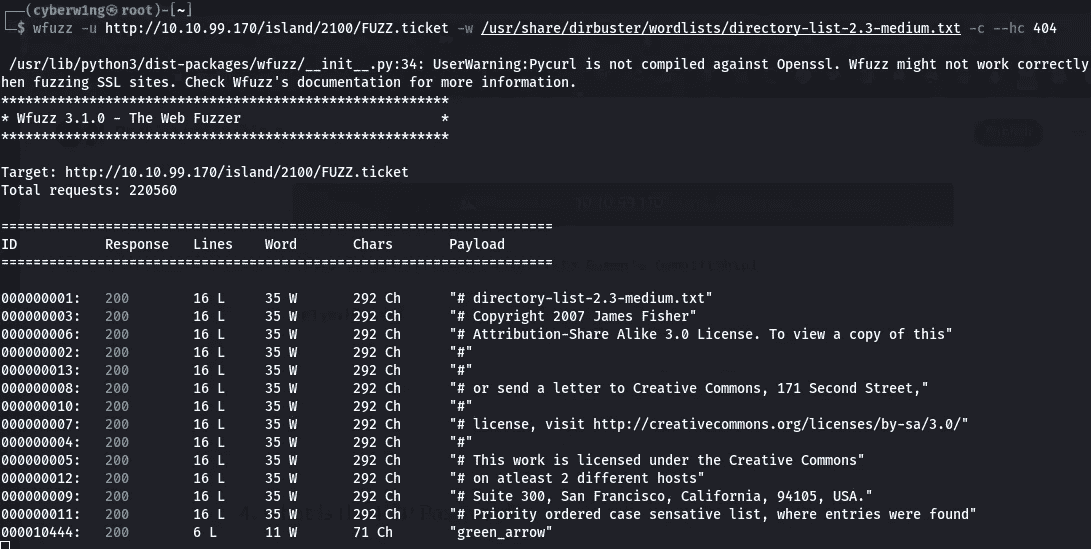 (cyberw1ng㉿root)-[~]
$ wfuzz -u http://10.10.99.170/island/2100/FUZZ.ticket -w /usr/share/dirbuster/wordlists/directory-list-2.3-medium.txt -c --hc 404
/usr/lib/python3/dist-packages/wfuzz/__init__.py:34: UserWarning:Pycurl is not compiled against Openssl. Wfuzz might not work correctly
hen fuzzing SSL sites. Check Wfuzz's documentation for more information.
********************************************************
* Wfuzz 3.1.0 - The Web Fuzzer                         *
********************************************************
Target: http://10.10.99.170/island/2100/FUZZ.ticket
Total requests: 220560
=====================================================================
ID           Response   Lines    Word       Chars       Payload
=====================================================================
000000001:   200        16 L     35 W       292 Ch      "# directory-list-2.3-medium.txt"
000000003:   200        16 L     35 W       292 Ch      "# Copyright 2007 James Fisher"
000000006:   200        16 L     35 W       292 Ch      "# Attribution-Share Alike 3.0 License. To view a copy of this"
000000002:   200        16 L     35 W       292 Ch      "#"
000000013:   200        16 L     35 W       292 Ch      "#"
000000008:   200        16 L     35 W       292 Ch      "# or send a letter to Creative Commons, 171 Second Street,"
000000010:   200        16 L     35 W       292 Ch      "#"
000000007:   200        16 L     35 W       292 Ch      "# license, visit http://creativecommons.org/licenses/by-sa/3.0/"
000000004:   200        16 L     35 W       292 Ch      "#"
000000005:   200        16 L     35 W       292 Ch      "# This work is licensed under the Creative Commons"
000000012:   200        16 L     35 W       292 Ch      "# on atleast 2 different hosts"
000000009:   200        16 L     35 W       292 Ch      "# Suite 300, San Francisco, California, 94105, USA."
000000011:   200        16 L     35 W       292 Ch      "# Priority ordered case sensative list, where entries were found"
000010444:   200        6 L      11 W       71 Ch       "green_arrow"